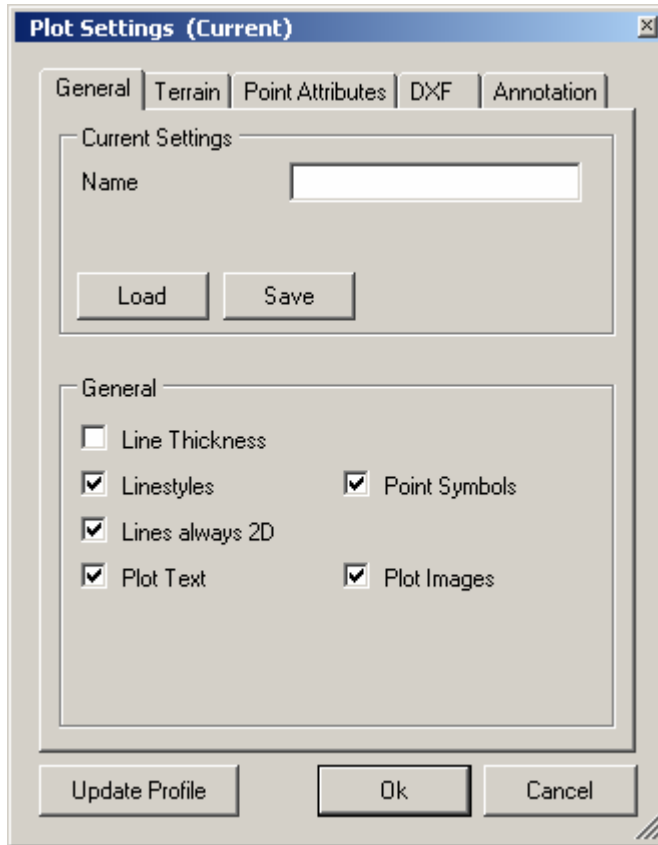 Plot Settings (Current)
General Terrain Point Attributes DXF Annotation
Current Settings
Name
Load Save
General
Line Thickness
Linestyles Point Symbols
Lines always 2D
Plot Text Plot Images
Update Profile Ok Cancel